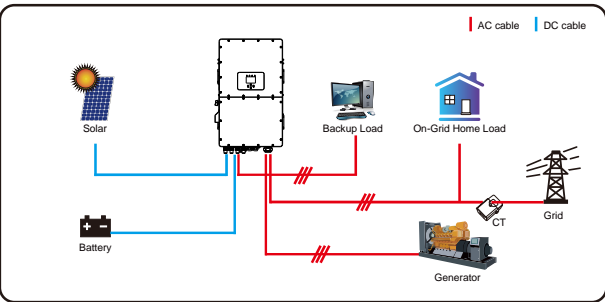 AC cable
DC cable
Solar
Backup Load
On-Grid Home Load
CT
Grid
Battery
Generator